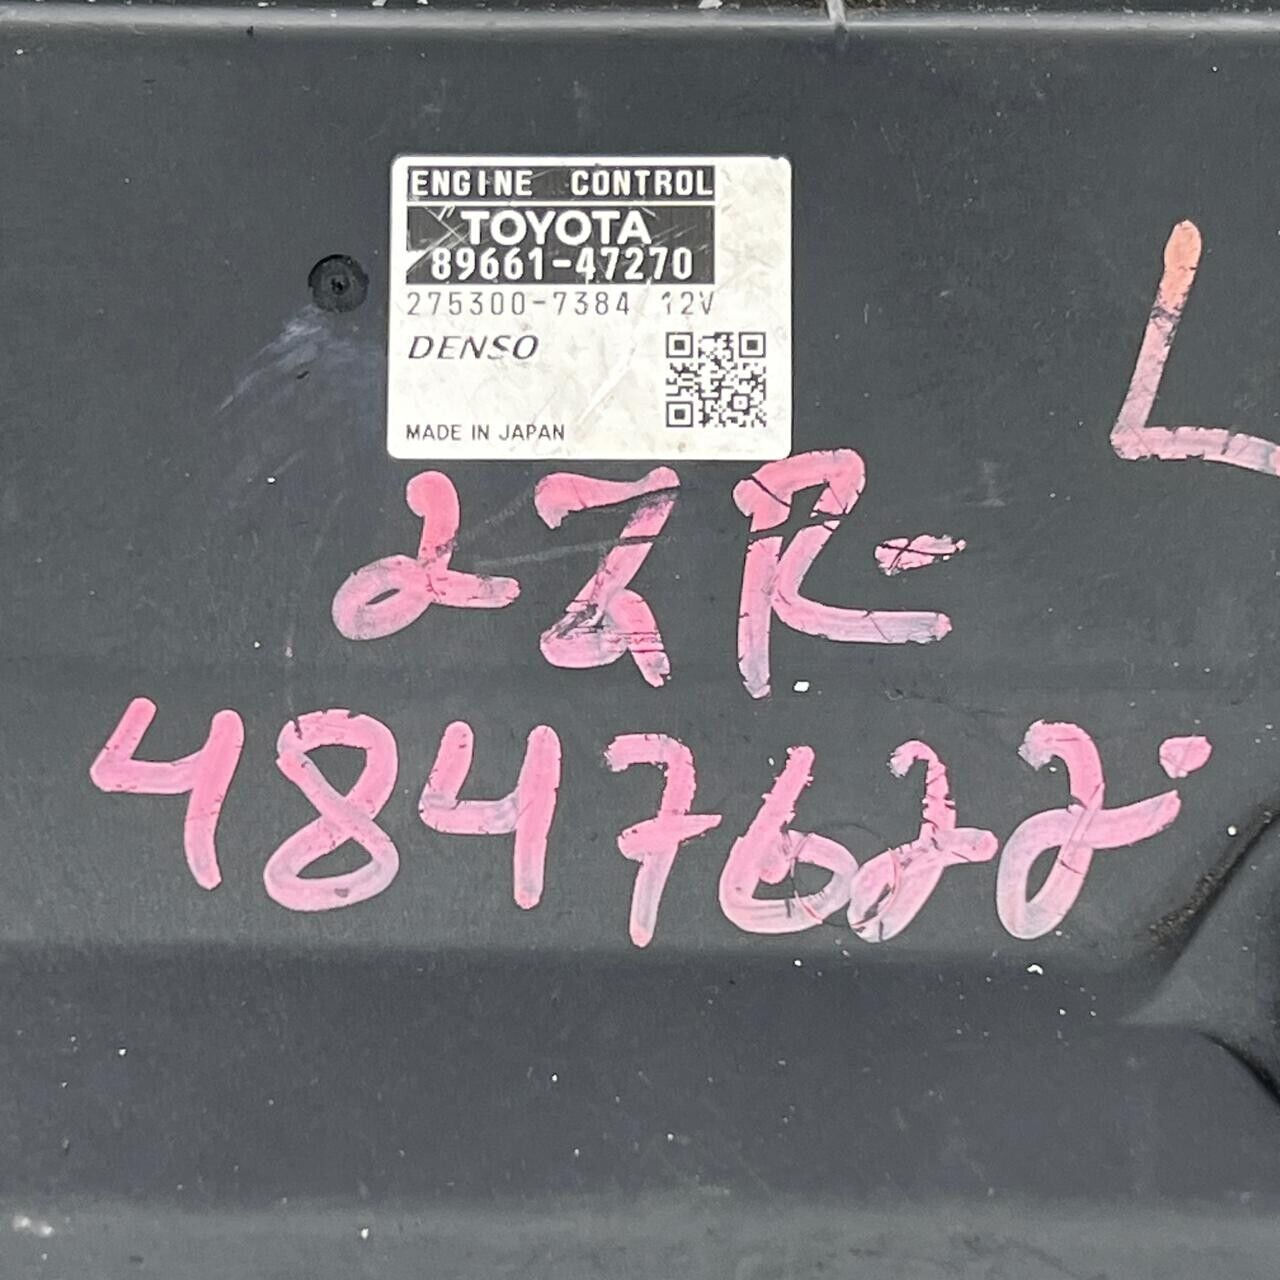 ENGINE CONTROL
TOYOTA
89661-47270
275300-7384 12V
DENSO
MADE IN JAPAN
L
2ZR-
4847622.